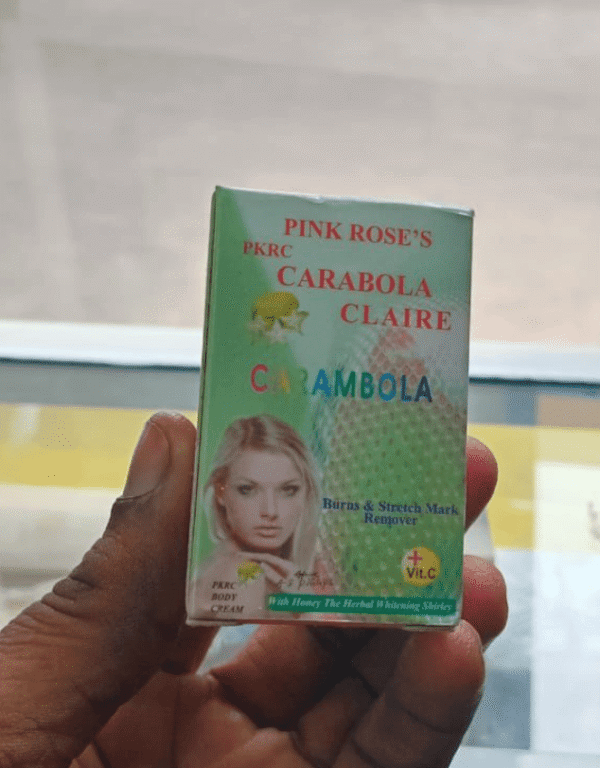 PINK ROSE'S
PKRC
CARABOLA
CLAIRE
CARAMBOLA
Burns & Stretch Mark
Remover
+
Vit.C
PKRC
BODY
CREAM
With Honey The Herbal Whitening Shirley